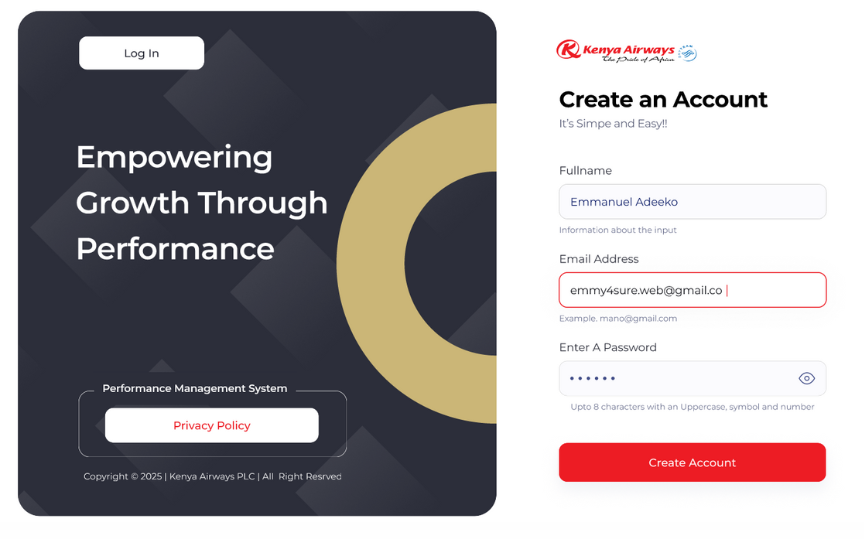 Log In
Empowering
Growth Through
Performance
Performance Management System
Privacy Policy
Copyright © 2025 | Kenya Airways PLC | All Right Resrved
Kenya Airways
The Pride of Africa
Create an Account
It's Simpe and Easy!!
Fullname
Emmanuel Adeeko
Information about the input
Email Address
emmy4sure.web@gmail.co
Example. mano@gmail.com
Enter A Password
Upto 8 characters with an Uppercase, symbol and number
Create Account